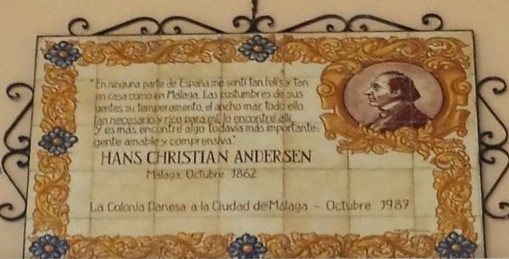 "En ninguna parte de España me sentí tan feliz y tan
en casa como en Málaga. Las costumbres de sus
gentes, su temperamento, el ancho mar, todo ello
tan necesario y rico para mí, lo encontré allí,
y es más, encontré algo todavía más importante:
gente amable y comprensiva."
HANS CHRISTIAN ANDERSEN
Málaga, Octubre, 1862
La Colonia Danesa a la Ciudad de Málaga - Octubre, 1987